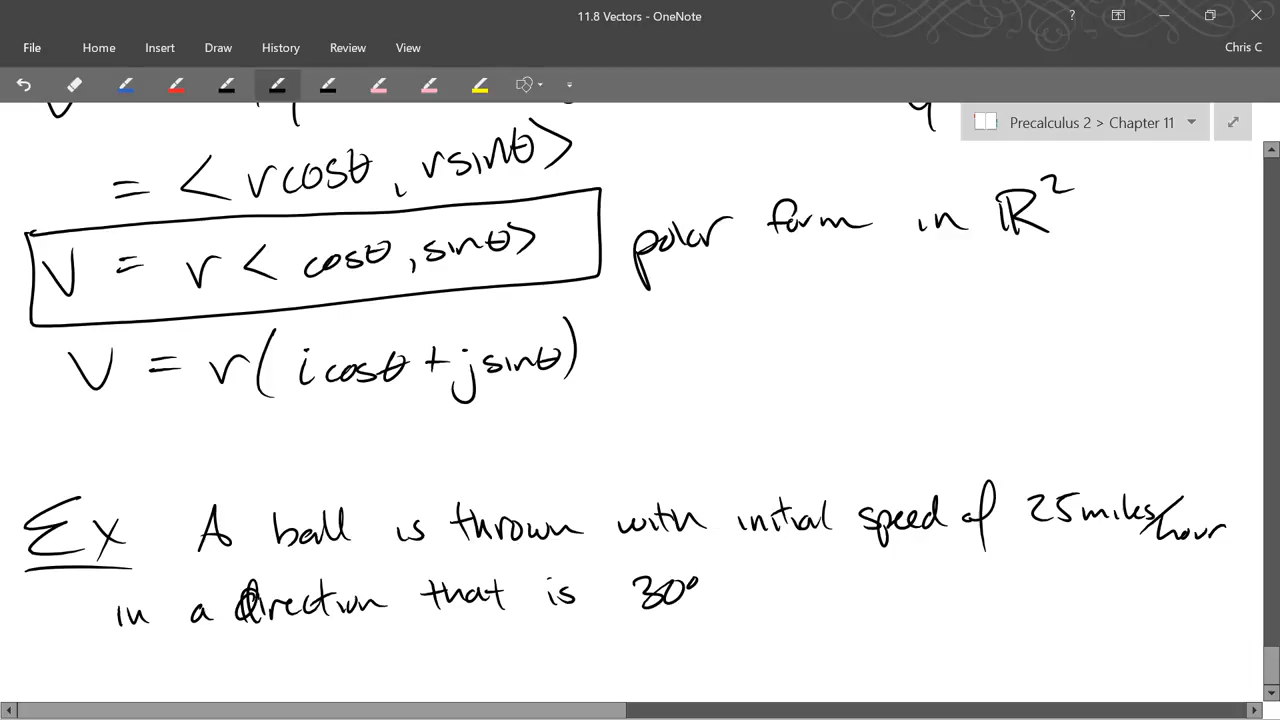 11.8 Vectors - OneNote
?
File Home Insert Draw History Review View Chris C
Precalculus 2 > Chapter 11
= < r cosθ, r sinθ >
V = r < cosθ, sinθ > polar form in ℝ²
V = r( i cosθ + j sinθ)
Ex A ball is thrown with initial speed of 25 miles/hour
in a direction that is 30°